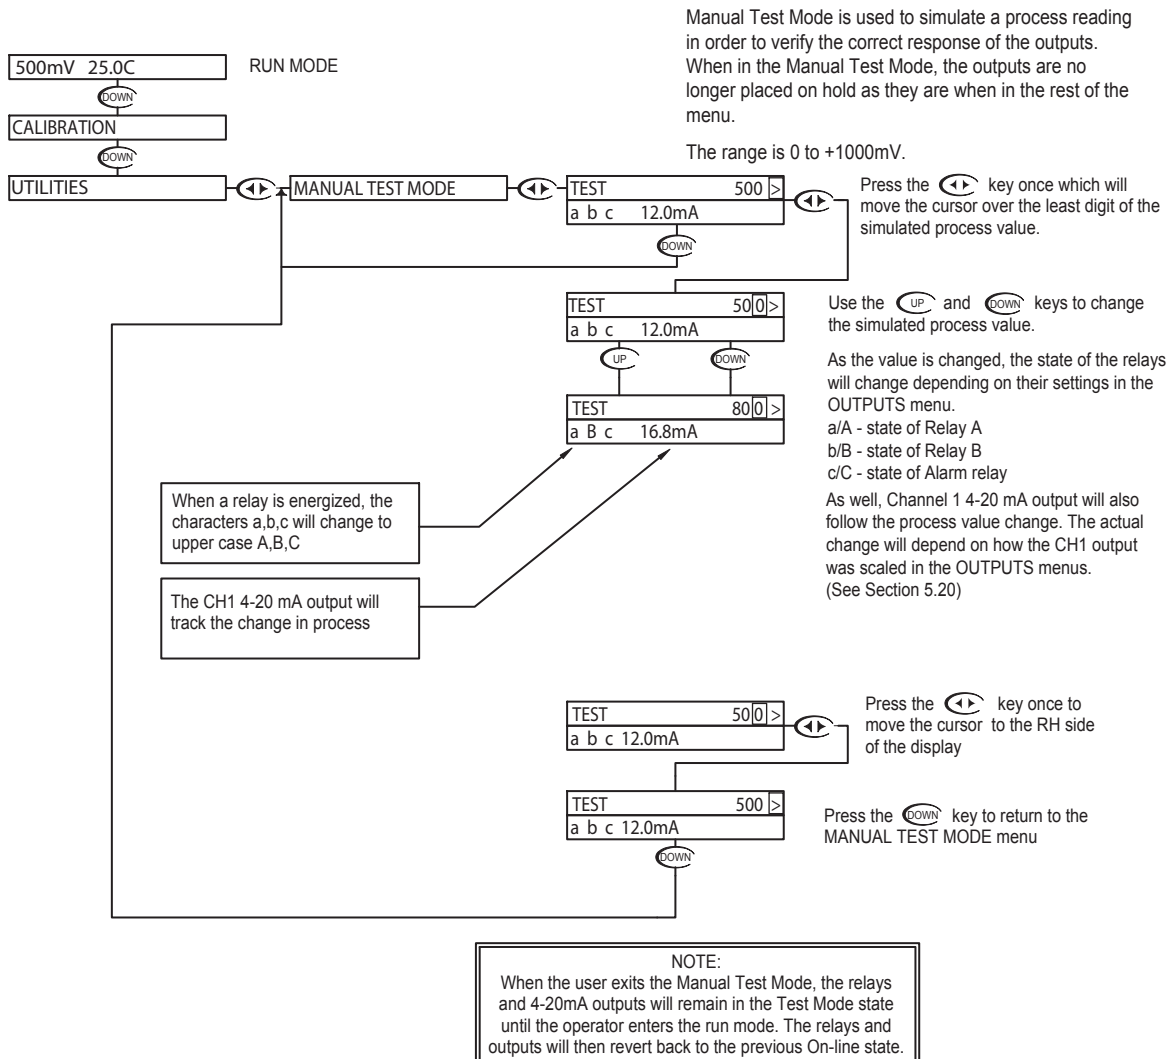 Manual Test Mode is used to simulate a process reading
in order to verify the correct response of the outputs.
When in the Manual Test Mode, the outputs are no
longer placed on hold as they are when in the rest of the
menu.
The range is 0 to +1000mV.
500mV 25.0C
RUN MODE
DOWN
CALIBRATION
DOWN
UTILITIES
MANUAL TEST MODE
TEST 500 >
a b c 12.0mA
DOWN
Press the key once which will
move the cursor over the least digit of the
simulated process value.
TEST 500>
a b c 12.0mA
UP DOWN
TEST 800 >
a B c 16.8mA
Use the UP and DOWN keys to change
the simulated process value.
As the value is changed, the state of the relays
will change depending on their settings in the
OUTPUTS menu.
a/A - state of Relay A
b/B - state of Relay B
c/C - state of Alarm relay
As well, Channel 1 4-20 mA output will also
follow the process value change. The actual
change will depend on how the CH1 output
was scaled in the OUTPUTS menus.
(See Section 5.20)
When a relay is energized, the
characters a,b,c will change to
upper case A,B,C
The CH1 4-20 mA output will
track the change in process
TEST 500 >
a b c 12.0mA
Press the key once to
move the cursor to the RH side
of the display
TEST 500 >
a b c 12.0mA
DOWN
Press the DOWN key to return to the
MANUAL TEST MODE menu
NOTE:
When the user exits the Manual Test Mode, the relays
and 4-20mA outputs will remain in the Test Mode state
until the operator enters the run mode. The relays and
outputs will then revert back to the previous On-line state.